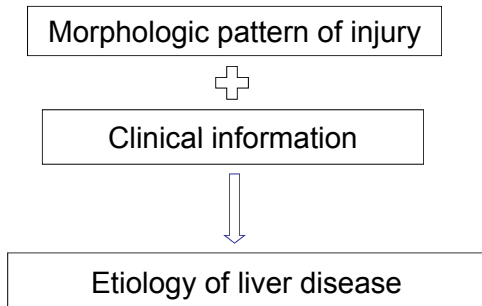 Morphologic pattern of injury
Clinical information
Etiology of liver disease